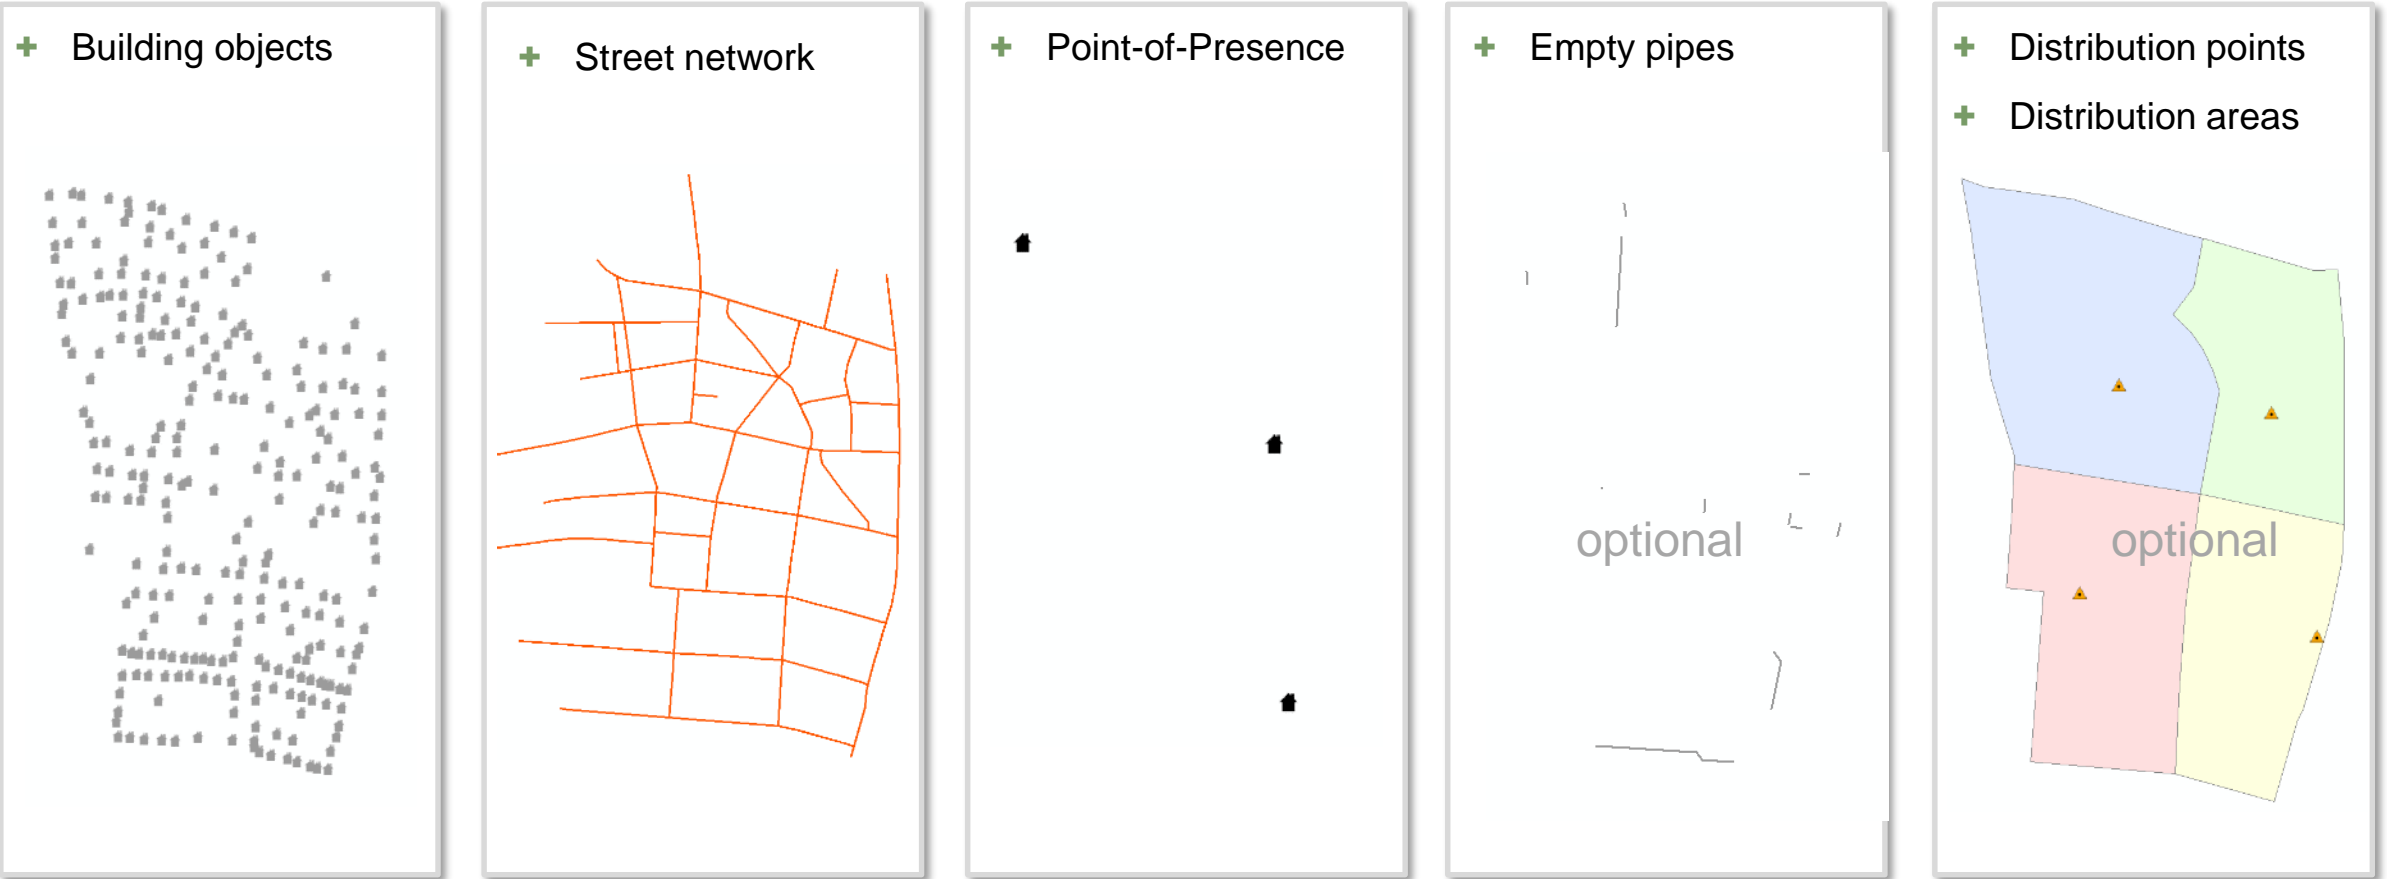 Building objects
Street network
Point-of-Presence
Empty pipes
optional
Distribution points
Distribution areas
optional